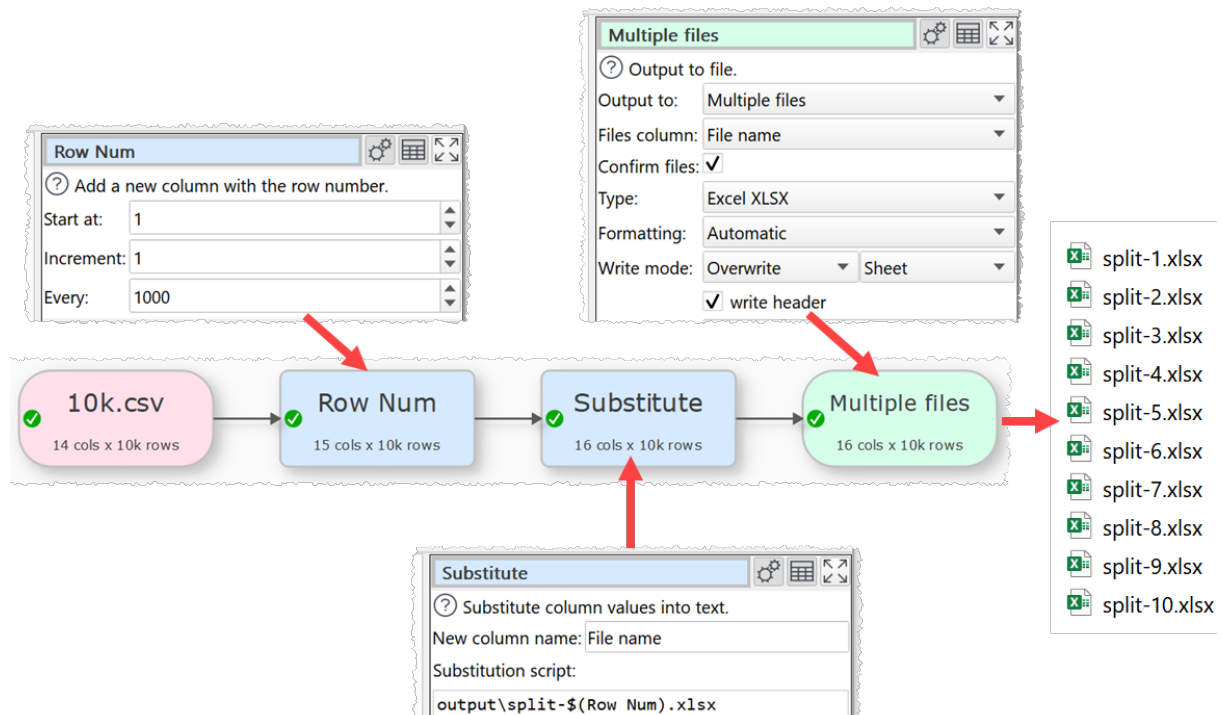 Multiple files
Output to file.
Output to: Multiple files
Files column: File name
Confirm files:
Type: Excel XLSX
Formatting: Automatic
Write mode: Overwrite Sheet
write header
Row Num
Add a new column with the row number.
Start at: 1
Increment: 1
Every: 1000
10k.csv
14 cols x 10k rows
Row Num
15 cols x 10k rows
Substitute
16 cols x 10k rows
Multiple files
16 cols x 10k rows
split-1.xlsx
split-2.xlsx
split-3.xlsx
split-4.xlsx
split-5.xlsx
split-6.xlsx
split-7.xlsx
split-8.xlsx
split-9.xlsx
split-10.xlsx
Substitute
Substitute column values into text.
New column name: File name
Substitution script:
output\split-$(Row Num).xlsx